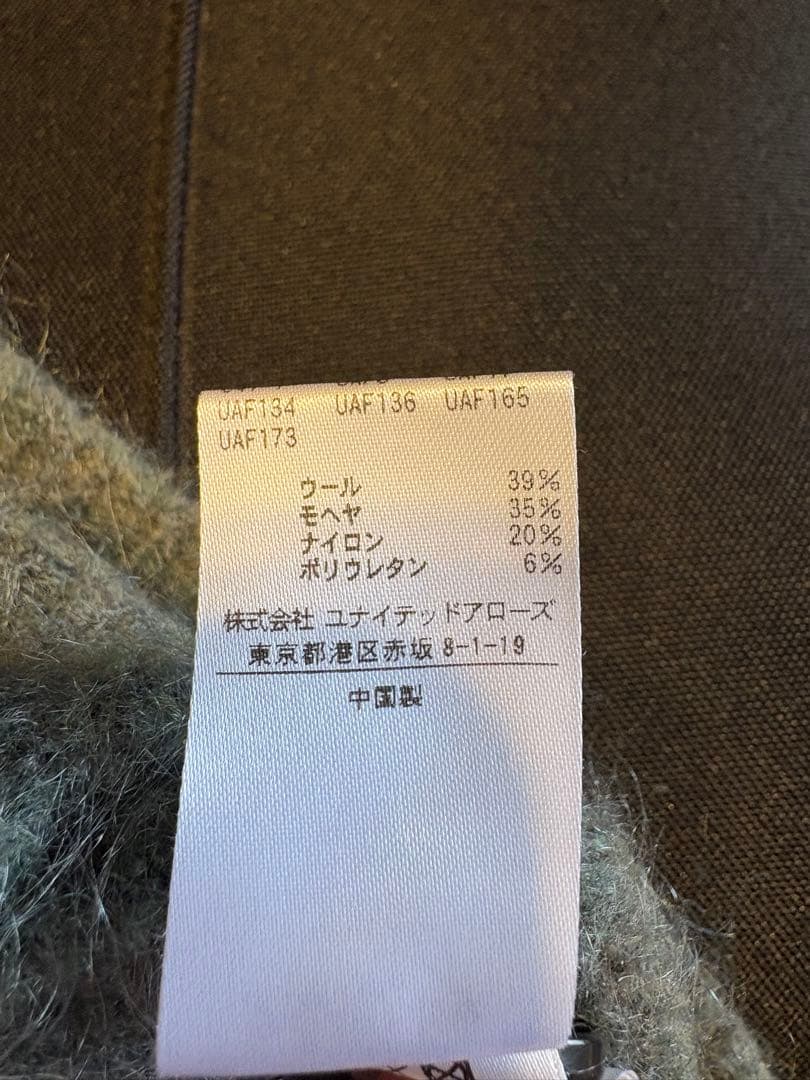 UAF134 UAF136 UAF165
UAF173
ウール 39%
モヘヤ 35%
ナイロン 20%
ポリウレタン 6%
株式会社 ユナイテッドアローズ
東京都港区赤坂 8-1-19
中国製